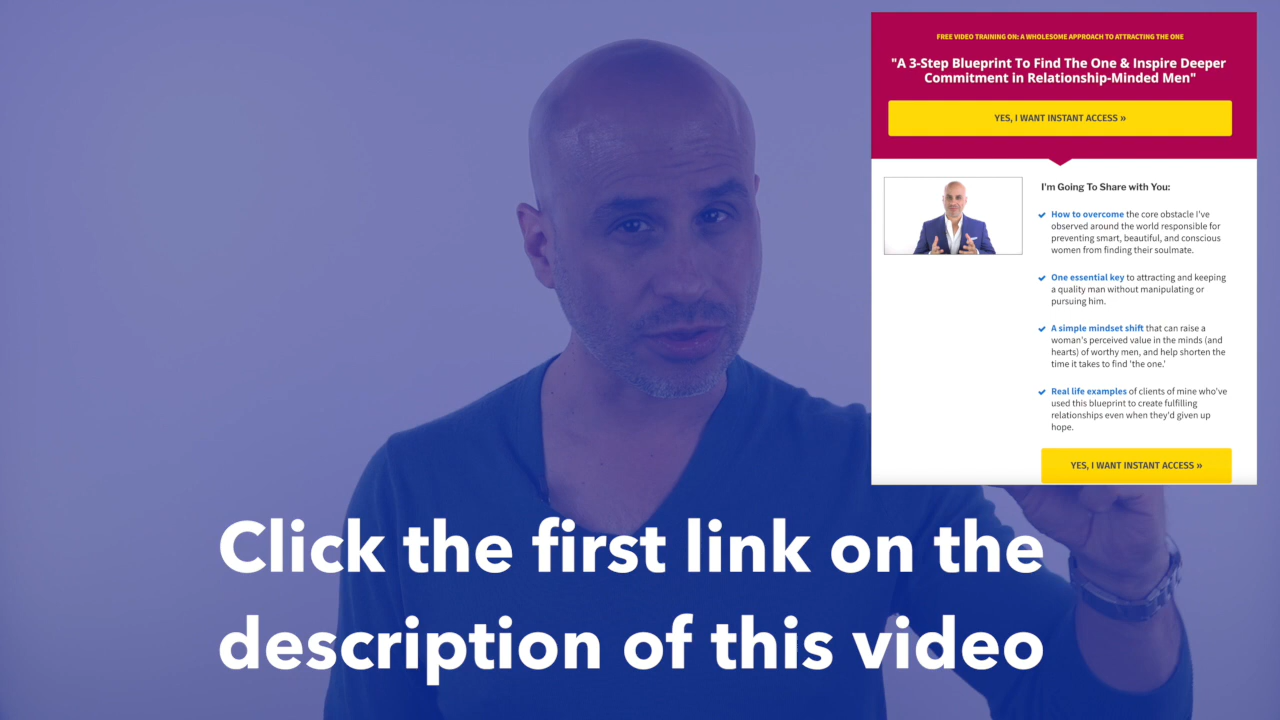 FREE VIDEO TRAINING ON: A WHOLESOME APPROACH TO ATTRACTING THE ONE
"A 3-Step Blueprint To Find The One & Inspire Deeper
Commitment in Relationship-Minded Men"
YES, I WANT INSTANT ACCESS »
I'm Going To Share with You:
How to overcome the core obstacle I've
observed around the world responsible for
preventing smart, beautiful, and conscious
women from finding their soulmate.
One essential key to attracting and keeping
a quality man without manipulating or
pursuing him.
A simple mindset shift that can raise a
woman's perceived value in the minds (and
hearts) of worthy men, and help shorten the
time it takes to find 'the one.'
Real life examples of clients of mine who've
used this blueprint to create fulfilling
relationships even when they'd given up
hope.
YES, I WANT INSTANT ACCESS »
Click the first link on the
description of this video